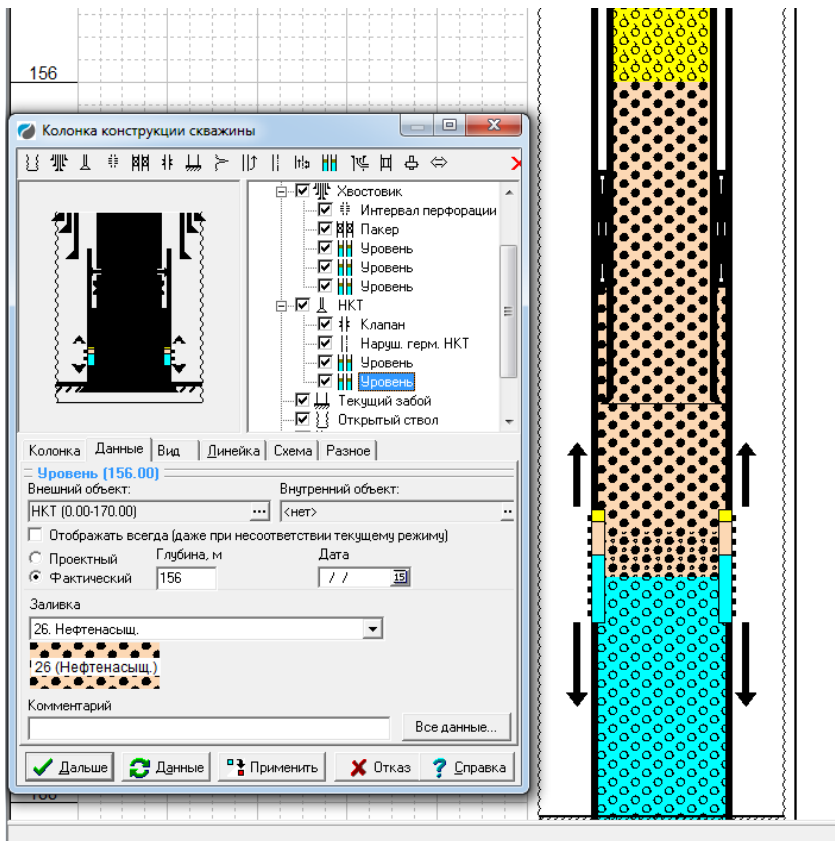 156
Колонка конструкции скважины
Хвостовик
Интервал перфорации
Пакер
Уровень
Уровень
Уровень
НКТ
Клапан
Наруш. герм. НКТ
Уровень
Уровень
Текущий забой
Открытый ствол
Колонка Данные Вид Линейка Схема Разное
Уровень (156.00)
Внешний объект: Внутренний объект:
НКТ (0.00-170.00) ... <нет> ..
Отображать всегда (даже при несоответствии текущему режиму)
Проектный Глубина, м Дата
Фактический 156 / / 15
Заливка
26. Нефтенасыщ.
26 (Нефтенасыщ.)
Комментарий
Все данные...
Дальше Данные Применить Отказ Справка